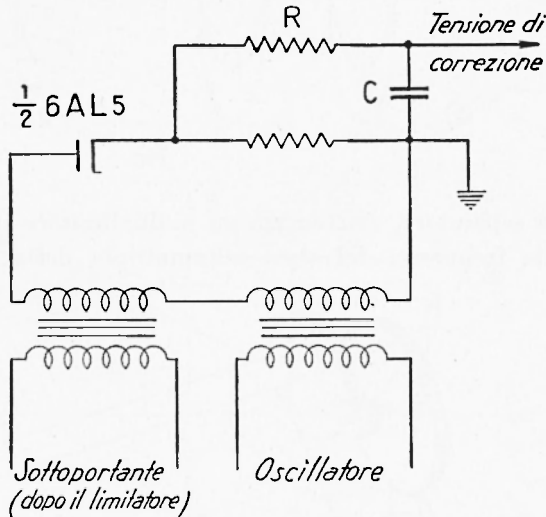 R
Tensione di
correzione
C
1/2 6AL5
Sottoportante
(dopo il limitatore)
Oscillatore